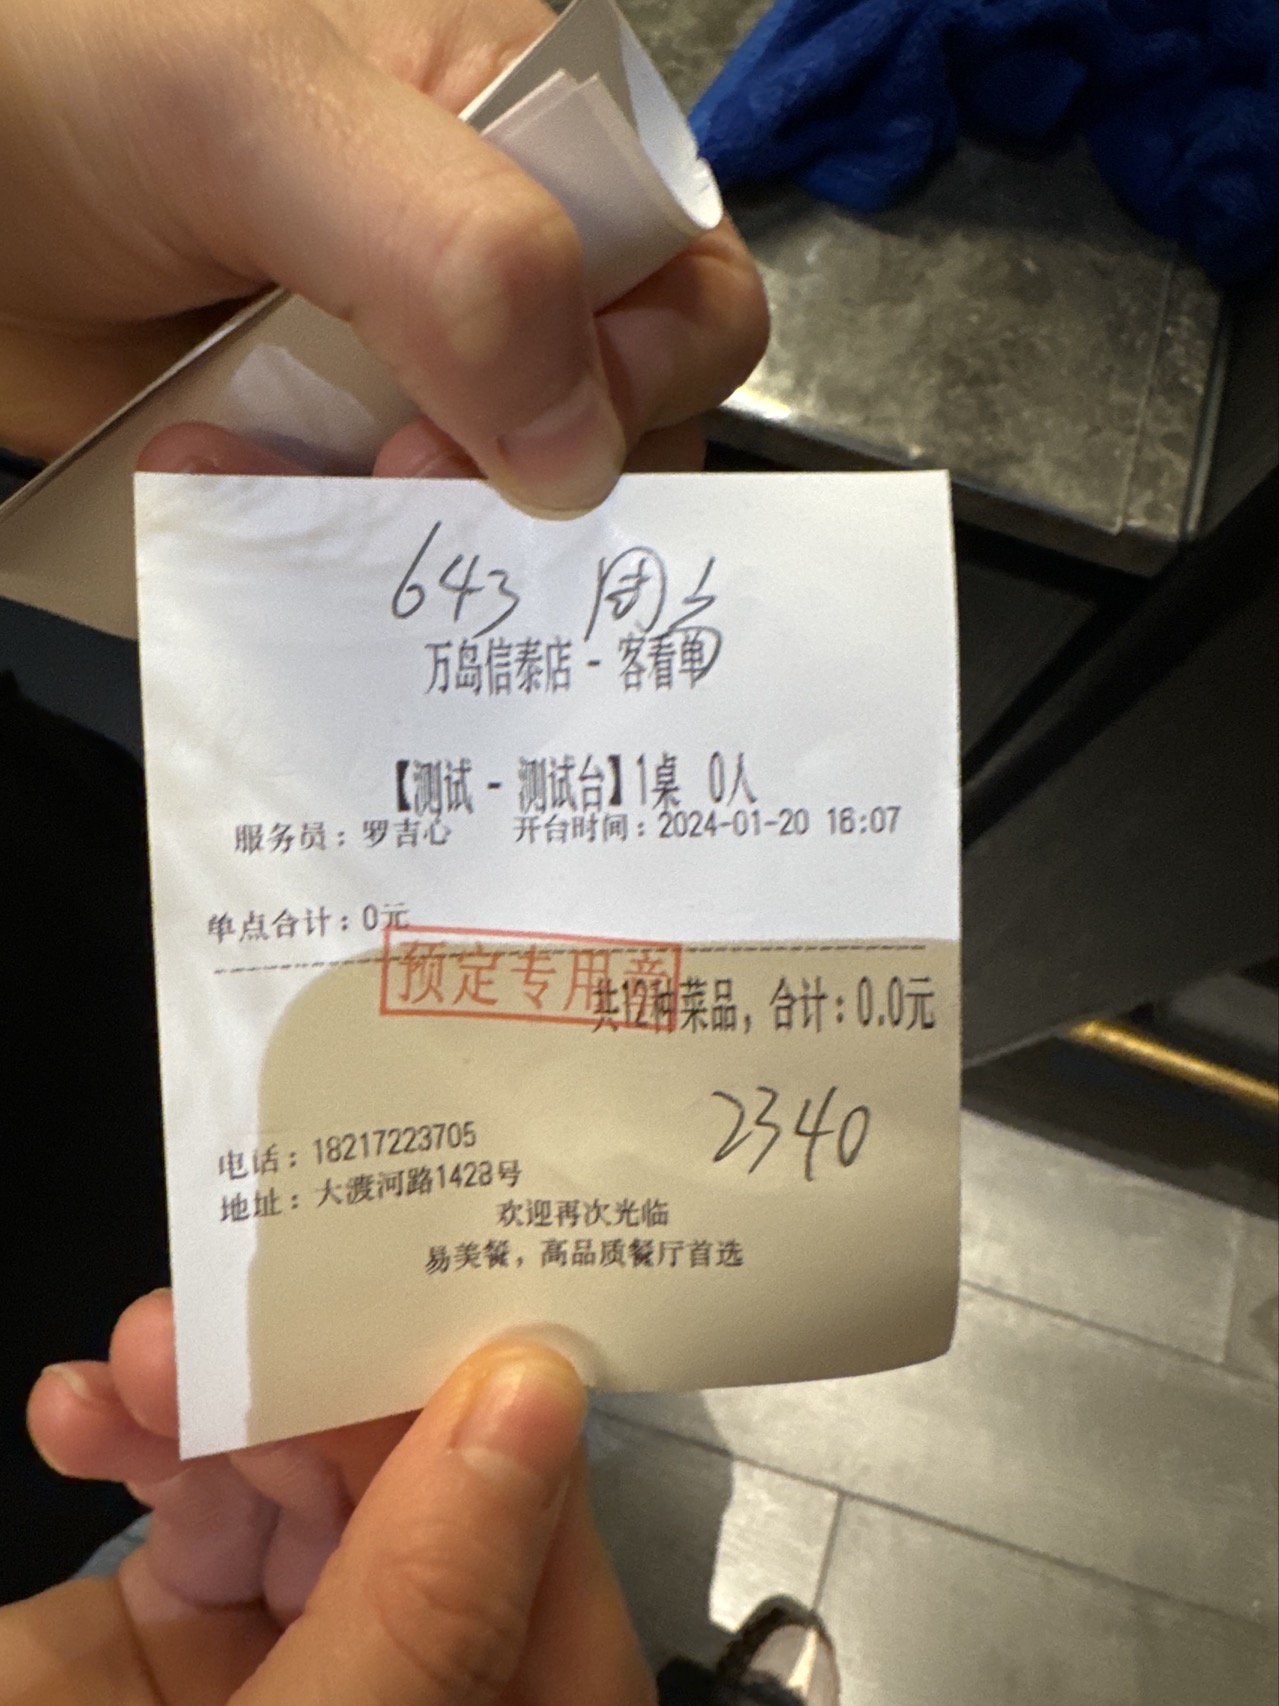 643 团
万岛信泰店 - 客看单
【测试 - 测试台】1桌 0人
服务员：罗吉心 开台时间：2024-01-20 16:07
单点合计：0元
预定专用章
共12种菜品，合计：0.0元
2340
电话：18217223705
地址：大渡河路1428号
欢迎再次光临
易美餐，高品质餐厅首选